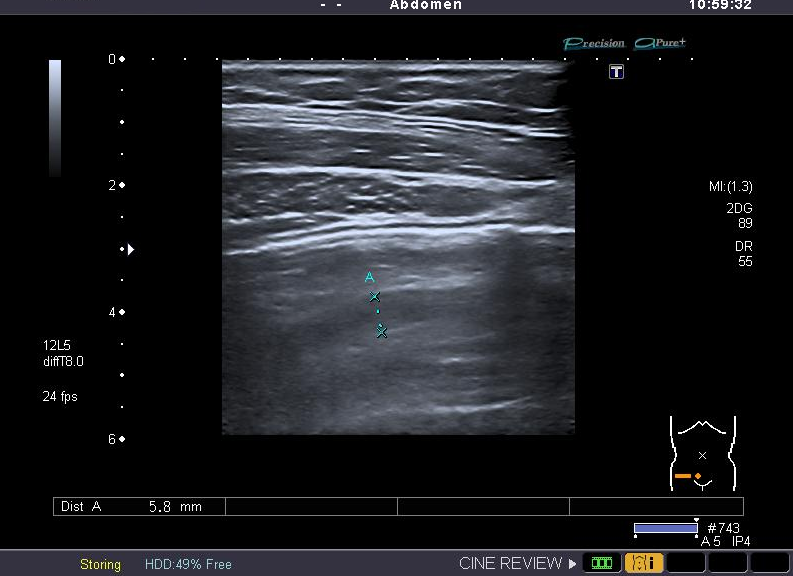 - -   Abdomen   10:59:32
Precision APure+
T
0
2
4
6
MI:(1.3)
2DG
89
DR
55
A
12L5
diffT8.0
24 fps
Dist A 5.8 mm
#743
A 5 IP4
Storing HDD:49% Free CINE REVIEW
i